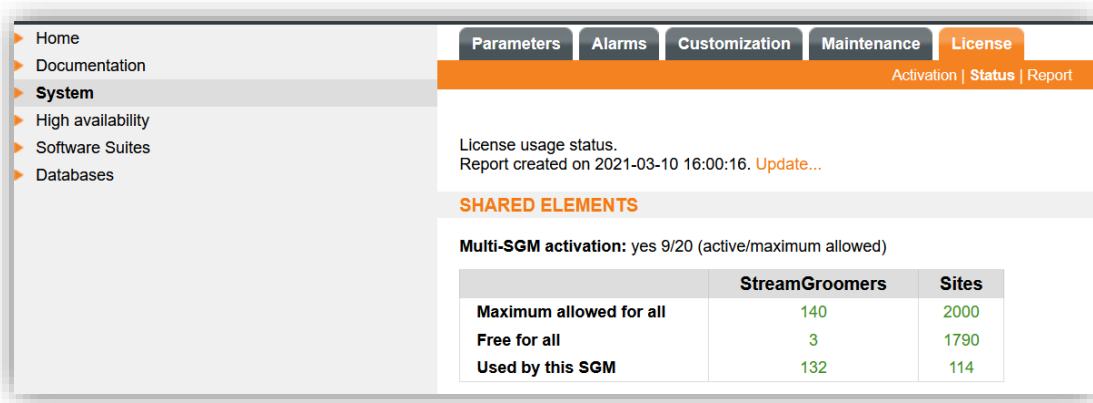 Home
Documentation
System
High availability
Software Suites
Databases
Parameters Alarms Customization Maintenance License
Activation | Status | Report
License usage status.
Report created on 2021-03-10 16:00:16. Update...
SHARED ELEMENTS
Multi-SGM activation: yes 9/20 (active/maximum allowed)
StreamGroomers Sites
Maximum allowed for all 140 2000
Free for all 3 1790
Used by this SGM 132 114